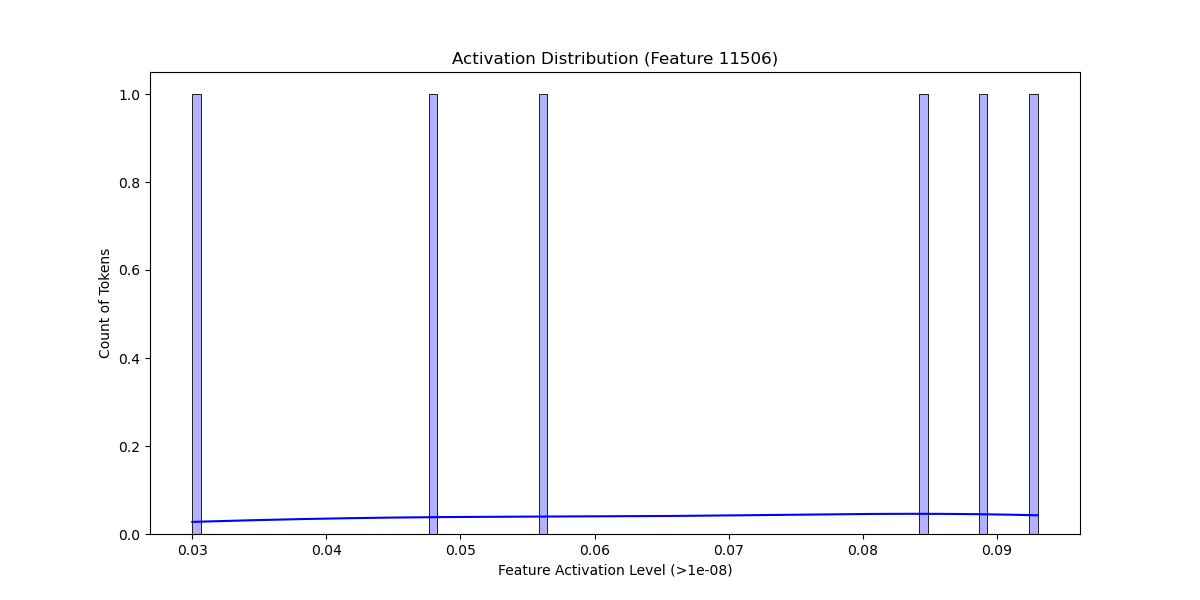 Activation Distribution (Feature 11506)
1.0
0.8
0.6
0.4
0.2
0.0
Count of Tokens
0.03 0.04 0.05 0.06 0.07 0.08 0.09
Feature Activation Level (>1e-08)